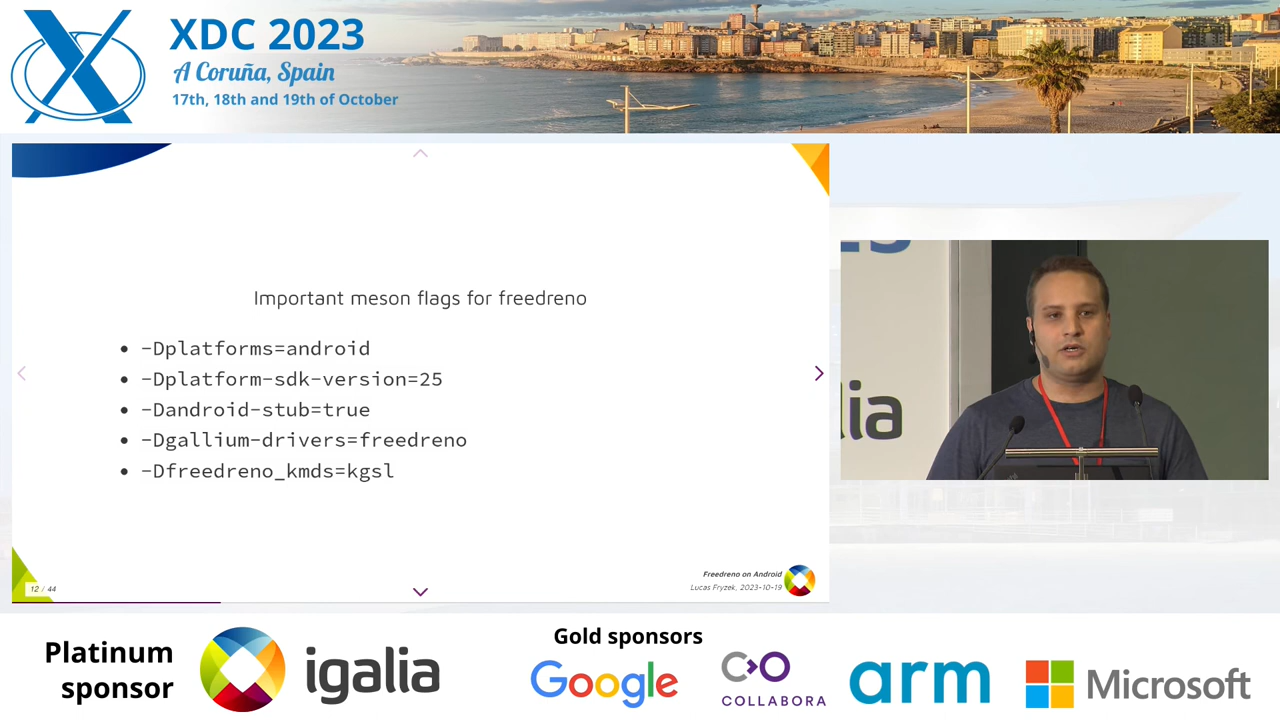 XDC 2023
A Coruña, Spain
17th, 18th and 19th of October
Important meson flags for freedreno
-Dplatforms=android
-Dplatform-sdk-version=25
-Dandroid-stub=true
-Dgallium-drivers=freedreno
-Dfreedreno_kmds=kgsl
12 / 44
Freedreno on Android
Lucas Fryzek, 2023-10-19
lia
Platinum
sponsor
igalia
Gold sponsors
Google
COLLABORA
arm
Microsoft